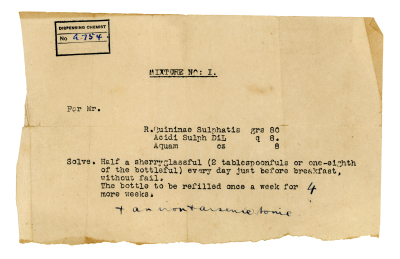 DISPENSING CHEMIST
No a 754.
MIXTURE NO: I.
For Mr.
R.Quininae Sulphatis grs 80
Acidi Sulph DiL q 8.
Aquam oz 8
Solve. Half a sherryglassful (2 tablespoonfuls or one-eighth
of the bottleful) every day just before breakfast,
without fail.
The bottle to be refilled once a week for 4
more weeks.
+ an iron + arsenic tonic